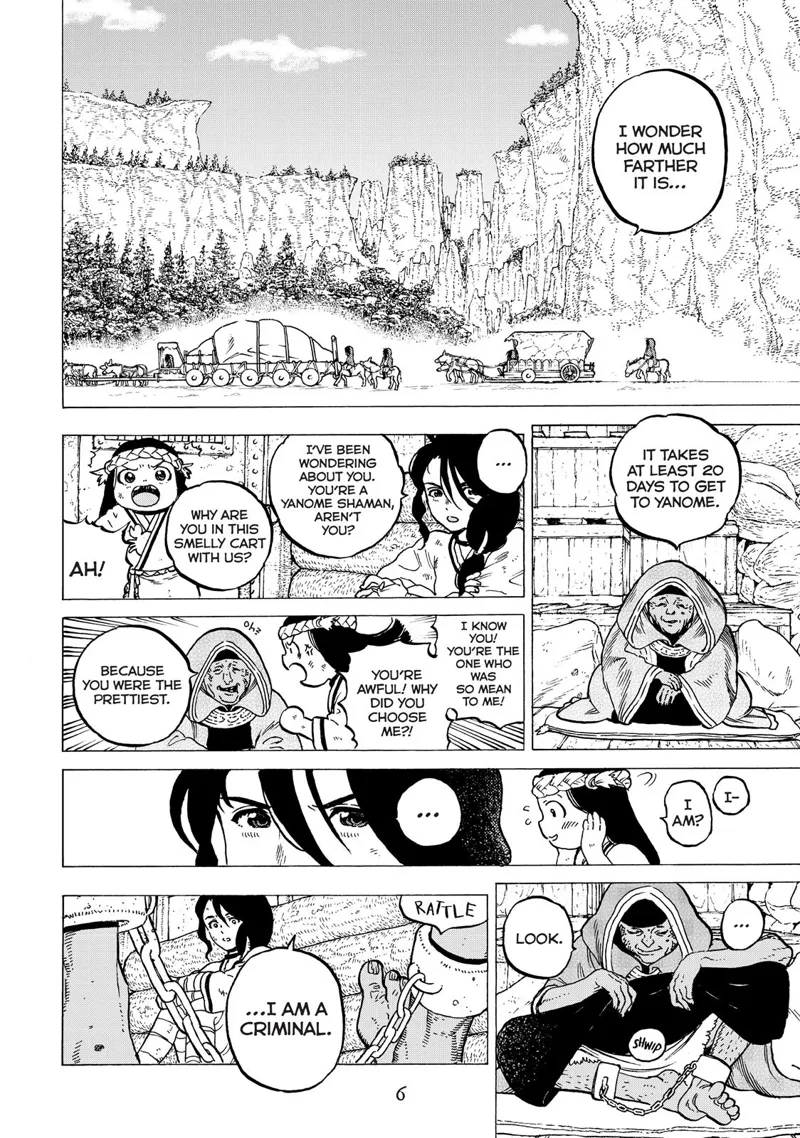 I WONDER
HOW MUCH
FARTHER
IT IS...
IT TAKES
AT LEAST 20
DAYS TO GET
TO YANOME.
...
I'VE BEEN
WONDERING
ABOUT YOU.
YOU'RE A
YANOME SHAMAN,
AREN'T
YOU?
WHY ARE
YOU IN THIS
SMELLY CART
WITH US?
AH!
I KNOW
YOU!
YOU'RE THE
ONE WHO
WAS
SO MEAN
TO ME!
YOU'RE
AWFUL! WHY
DID YOU
CHOOSE
ME?!
BECAUSE
YOU WERE THE
PRETTIEST.
I-
I
AM?
...
...
LOOK.
SHWIP
RATTLE
...I AM A
CRIMINAL.
6